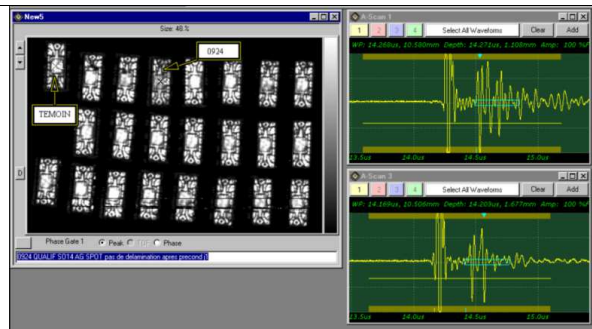 New5
Size: 48.%
0924
TEMOIN
D
Phase Gate 1 Peak TOF Phase
0924 QUALIF SO14 AG SPOT pas de delamination apres precond (1
A-Scan 1
1 2 3 4 Select All Waveforms Clear Add
WP: 14.268us, 10.580mm Depth: 14.271us, 1.108mm Amp: 100 %F
13.5us 14.0us 14.5us 15.0us
A-Scan 3
1 2 3 4 Select All Waveforms Clear Add
WP: 14.168us, 10.506mm Depth: 14.203us, 1.677mm Amp: 100 %F
13.5us 14.0us 14.5us 15.0us